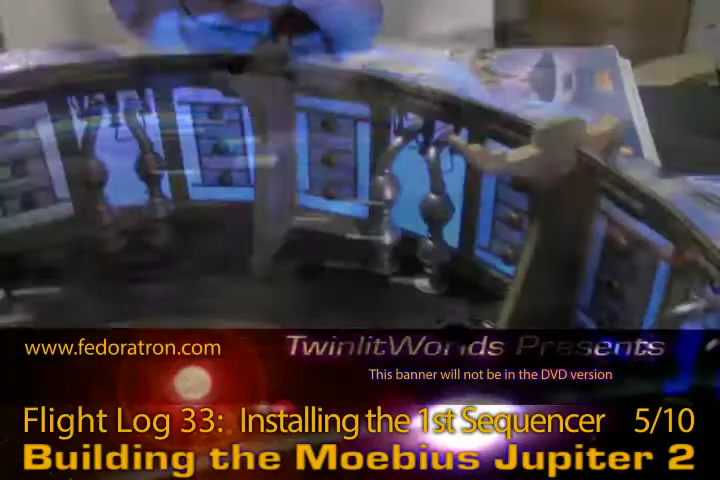 www.fedoratron.com
TwinlitWorlds Presents
This banner will not be in the DVD version
Flight Log 33: Installing the 1st Sequencer 5/10
Building the Moebius Jupiter 2